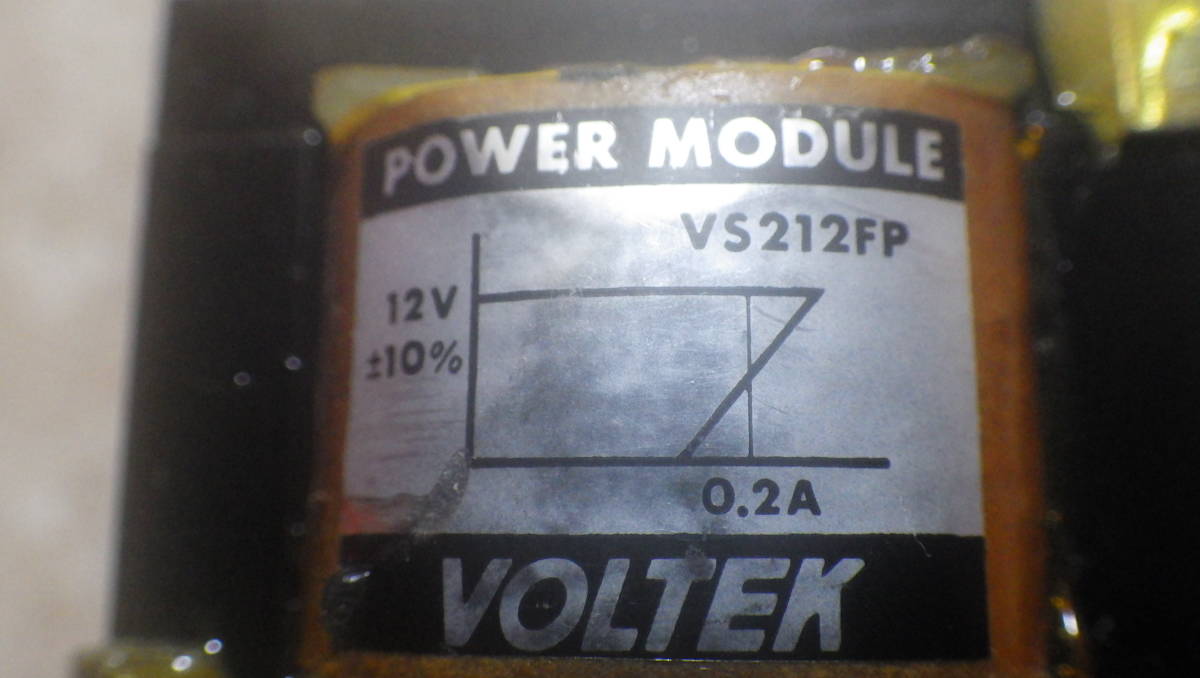 POWER MODULE
VS212FP
12V
±10%
0.2A
VOLTEK